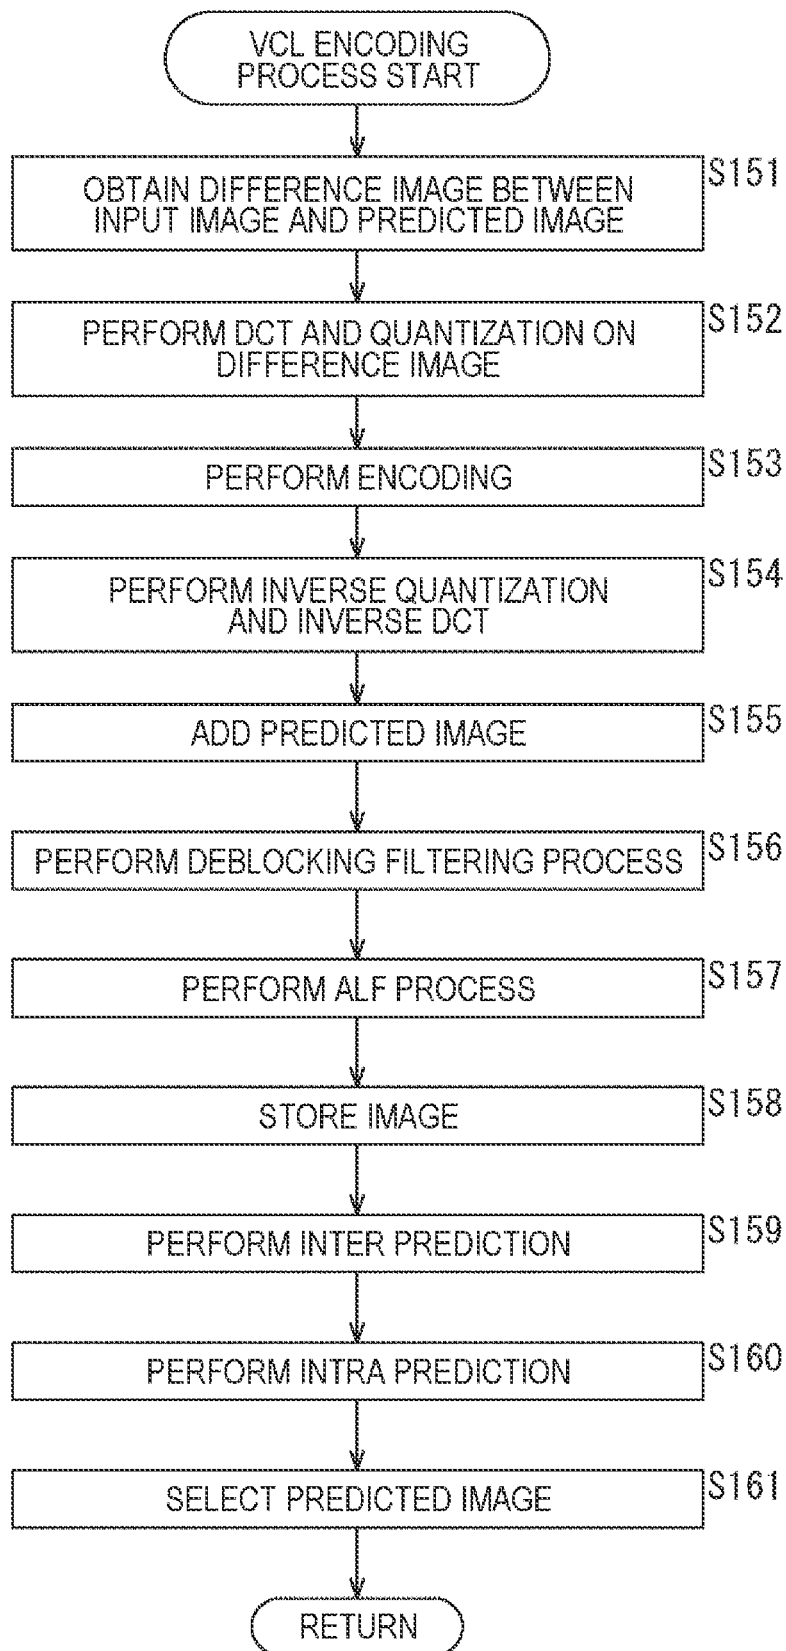 VCL ENCODING
PROCESS START
S151
OBTAIN DIFFERENCE IMAGE BETWEEN
INPUT IMAGE AND PREDICTED IMAGE
S152
PERFORM DCT AND QUANTIZATION ON
DIFFERENCE IMAGE
S153
PERFORM ENCODING
S154
PERFORM INVERSE QUANTIZATION
AND INVERSE DCT
S155
ADD PREDICTED IMAGE
S156
PERFORM DEBLOCKING FILTERING PROCESS
S157
PERFORM ALF PROCESS
S158
STORE IMAGE
S159
PERFORM INTER PREDICTION
S160
PERFORM INTRA PREDICTION
S161
SELECT PREDICTED IMAGE
RETURN